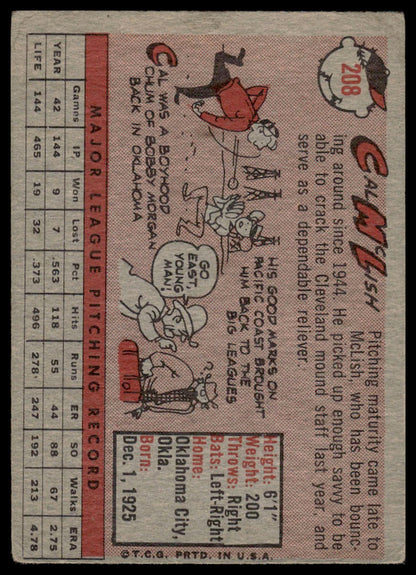 208
CAL McLISH
Pitching maturity came late to
McLish, who has been bounc-
ing around since 1944. He picked up enough savvy to be
able to crack the Cleveland mound staff last year, and
serve as a dependable reliever.
HIS GOOD MARKS ON
PACIFIC COAST BROUGHT
HIM BACK TO THE
BIG LEAGUES
GO
EAST,
YOUNG
MAN!
CAL WAS A BOYHOOD
CHUM OF BOBBY MORGAN
BACK IN OKLAHOMA
Height: 6'1"
Weight: 200
Throws: Right
Bats: Left-Right
Home:
Oklahoma City,
Okla.
Born:
Dec. 1, 1925
MAJOR LEAGUE PITCHING RECORD
Games IP Won Lost Pct Hits Runs ER SO Walks ERA
YEAR 42 144 9 7 .563 118 55 44 88 67 2.75
LIFE 144 465 19 32 .373 496 278 247 192 213 4.78
©T.C.G. PRTD. IN U.S.A.